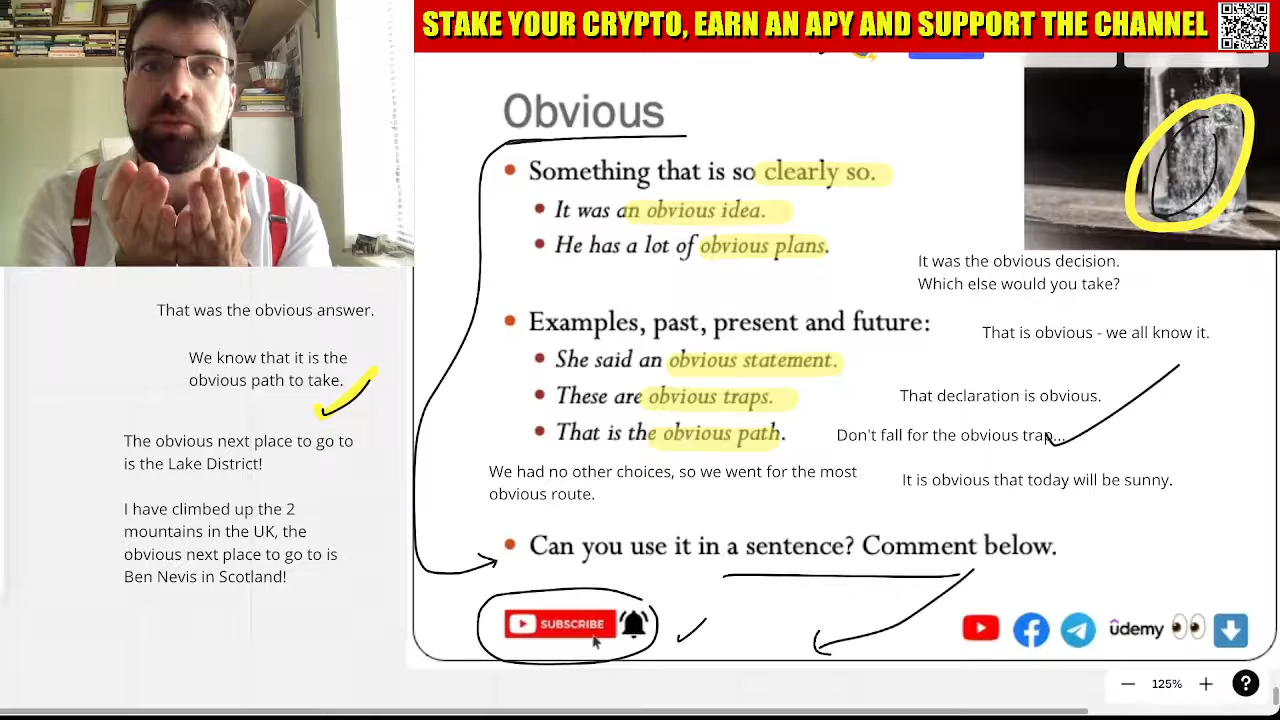 STAKE YOUR CRYPTO, EARN AN APY AND SUPPORT THE CHANNEL
Obvious
Something that is so clearly so.
It was an obvious idea.
He has a lot of obvious plans.
It was the obvious decision.
Which else would you take?
That was the obvious answer.
Examples, past, present and future:
That is obvious - we all know it.
We know that it is the
obvious path to take.
She said an obvious statement.
These are obvious traps.
That declaration is obvious.
That is the obvious path.
Don't fall for the obvious trap...
The obvious next place to go to
is the Lake District!
We had no other choices, so we went for the most
obvious route.
It is obvious that today will be sunny.
I have climbed up the 2
mountains in the UK, the
obvious next place to go to is
Ben Nevis in Scotland!
Can you use it in a sentence? Comment below.
SUBSCRIBE
ûdemy
125%